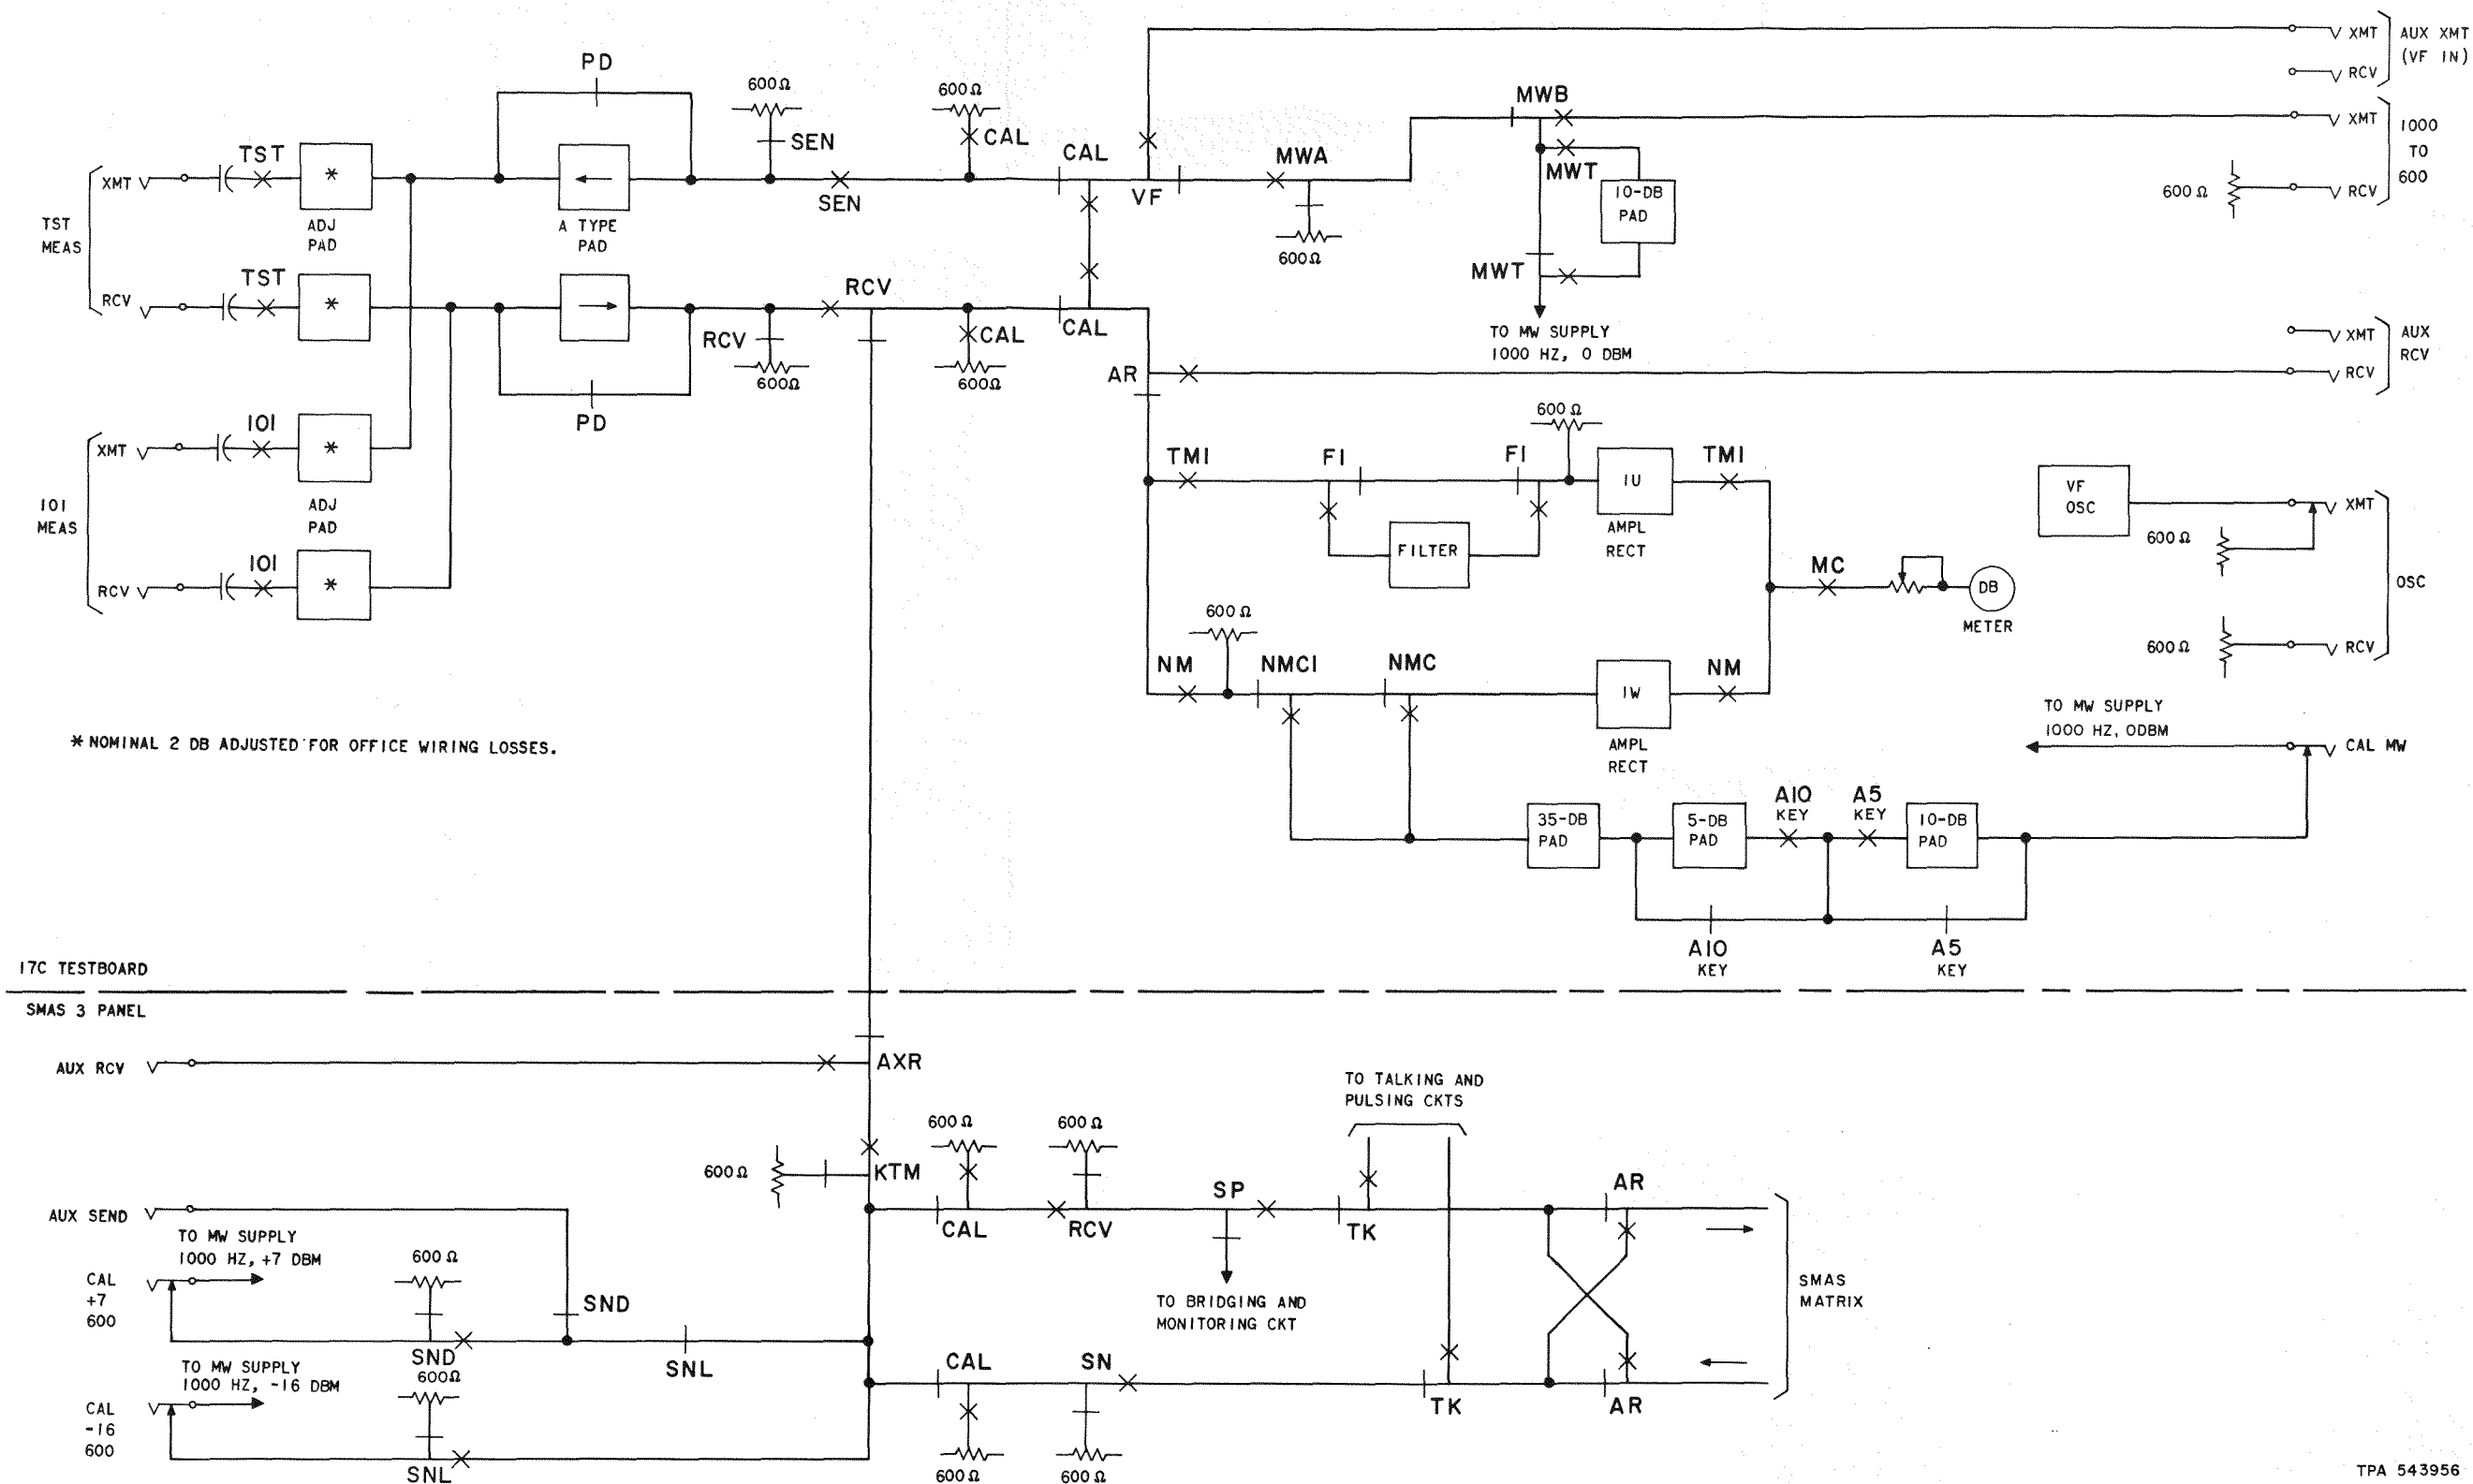 XMT
AUX XMT
(VF IN)
RCV
PD
600Ω
600Ω
MWB
XMT
1000
TO
600
RCV
600 Ω
TST
SEN
CAL
CAL
MWA
MWT
10-DB
PAD
XMT
*
ADJ
PAD
A TYPE
PAD
SEN
VF
600Ω
TST
MEAS
TST
RCV
*
RCV
RCV
600Ω
CAL
600Ω
CAL
MWT
TO MW SUPPLY
1000 HZ, 0 DBM
XMT
AUX
RCV
RCV
AR
PD
101
XMT
*
101
MEAS
ADJ
PAD
101
RCV
*
600 Ω
TM1
F1
F1
1U
TM1
AMPL
RECT
FILTER
MC
DB
METER
VF
OSC
XMT
600 Ω
OSC
600 Ω
RCV
600 Ω
NM
NMC1
NMC
1W
NM
AMPL
RECT
TO MW SUPPLY
1000 HZ, 0DBM
CAL MW
* NOMINAL 2 DB ADJUSTED FOR OFFICE WIRING LOSSES.
35-DB
PAD
5-DB
PAD
A10
KEY
A5
KEY
10-DB
PAD
A10
KEY
A5
KEY
17C TESTBOARD
SMAS 3 PANEL
AUX RCV
AXR
TO TALKING AND
PULSING CKTS
600 Ω
600 Ω
600 Ω
KTM
CAL
RCV
SP
TK
AR
AUX SEND
TO MW SUPPLY
1000 HZ, +7 DBM
CAL
+7
600
600 Ω
SND
SND
SNL
TO BRIDGING AND
MONITORING CKT
SMAS
MATRIX
TO MW SUPPLY
1000 HZ, -16 DBM
600Ω
CAL
-16
600
SNL
CAL
SN
TK
AR
600 Ω
600 Ω
TPA 543956